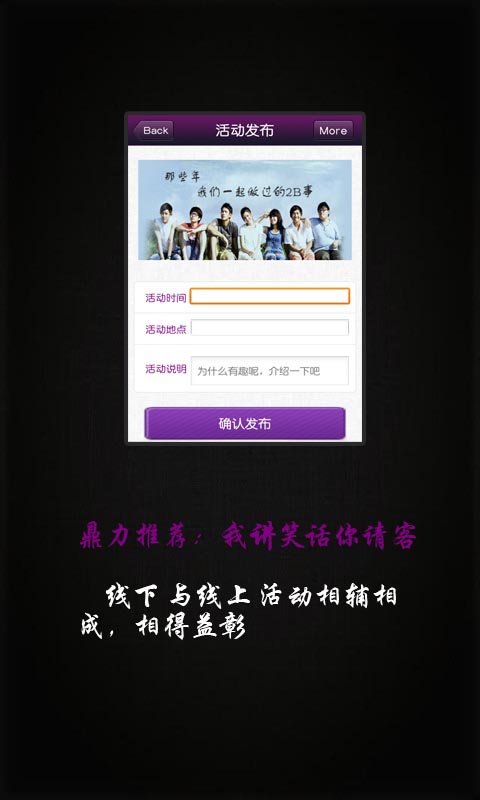 Back 活动发布 More
那些年
我们一起做过的2B事
活动时间
活动地点
活动说明 为什么有趣呢，介绍一下吧
确认发布
鼎力推荐：我讲笑话你请客
线下与线上活动相辅相
成，相得益彰